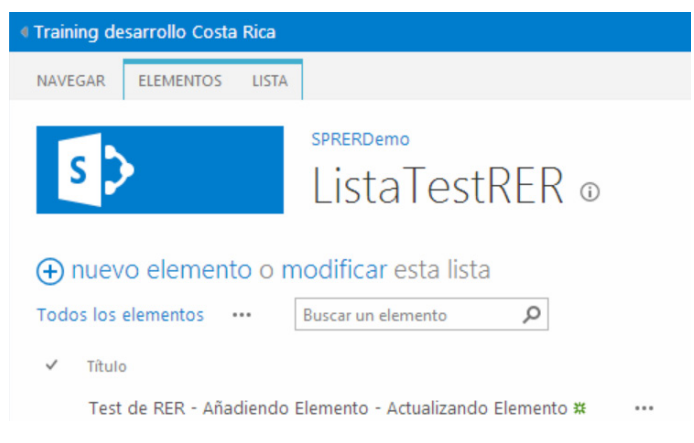 Training desarrollo Costa Rica
NAVEGAR ELEMENTOS LISTA
S
SPRERDemo
ListaTestRER
nuevo elemento o modificar esta lista
Todos los elementos ••• Buscar un elemento
Título
Test de RER - Añadiendo Elemento - Actualizando Elemento •••